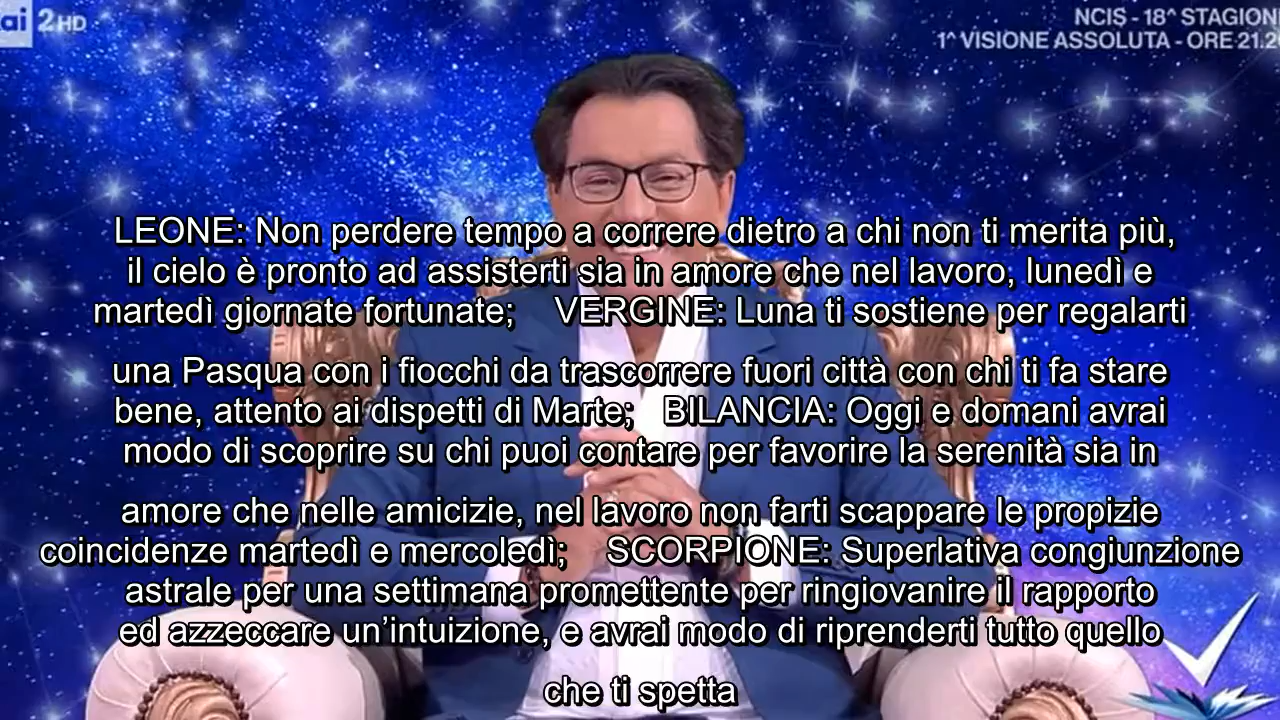 ai 2HD
NCIS - 18^ STAGION
1^ VISIONE ASSOLUTA - ORE 21.2
LEONE: Non perdere tempo a correre dietro a chi non ti merita più,
il cielo è pronto ad assisterti sia in amore che nel lavoro, lunedì e
martedì giornate fortunate; VERGINE: Luna ti sostiene per regalarti
una Pasqua con i fiocchi da trascorrere fuori città con chi ti fa stare
bene, attento ai dispetti di Marte; BILANCIA: Oggi e domani avrai
modo di scoprire su chi puoi contare per favorire la serenità sia in
amore che nelle amicizie, nel lavoro non farti scappare le propizie
coincidenze martedì e mercoledì; SCORPIONE: Superlativa congiunzione
astrale per una settimana promettente per ringiovanire il rapporto
ed azzeccare un’intuizione, e avrai modo di riprenderti tutto quello
che ti spetta